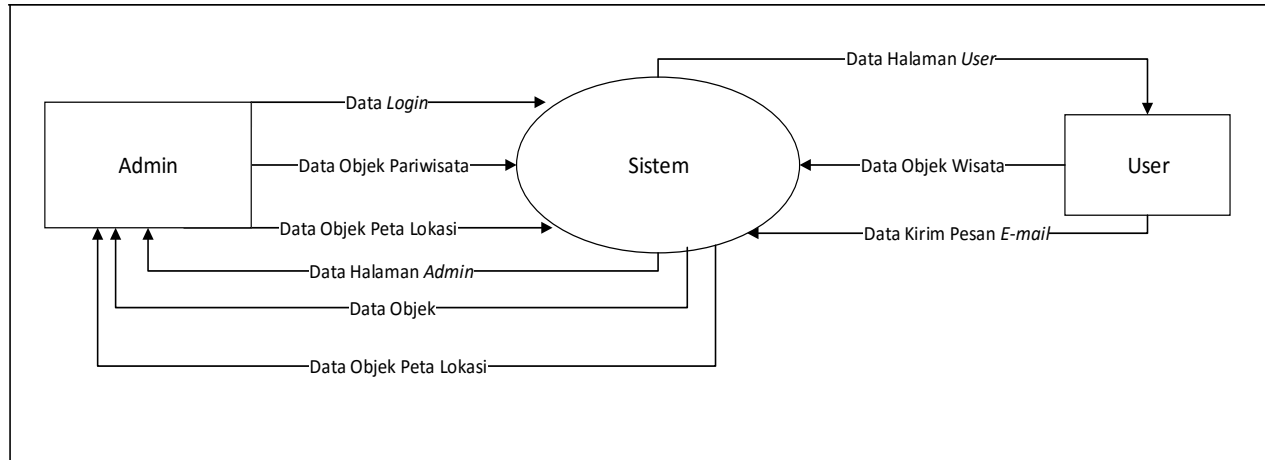 Data Halaman User
Data Login
Admin
Data Objek Pariwisata
Sistem
Data Objek Wisata
User
Data Objek Peta Lokasi
Data Kirim Pesan E-mail
Data Halaman Admin
Data Objek
Data Objek Peta Lokasi